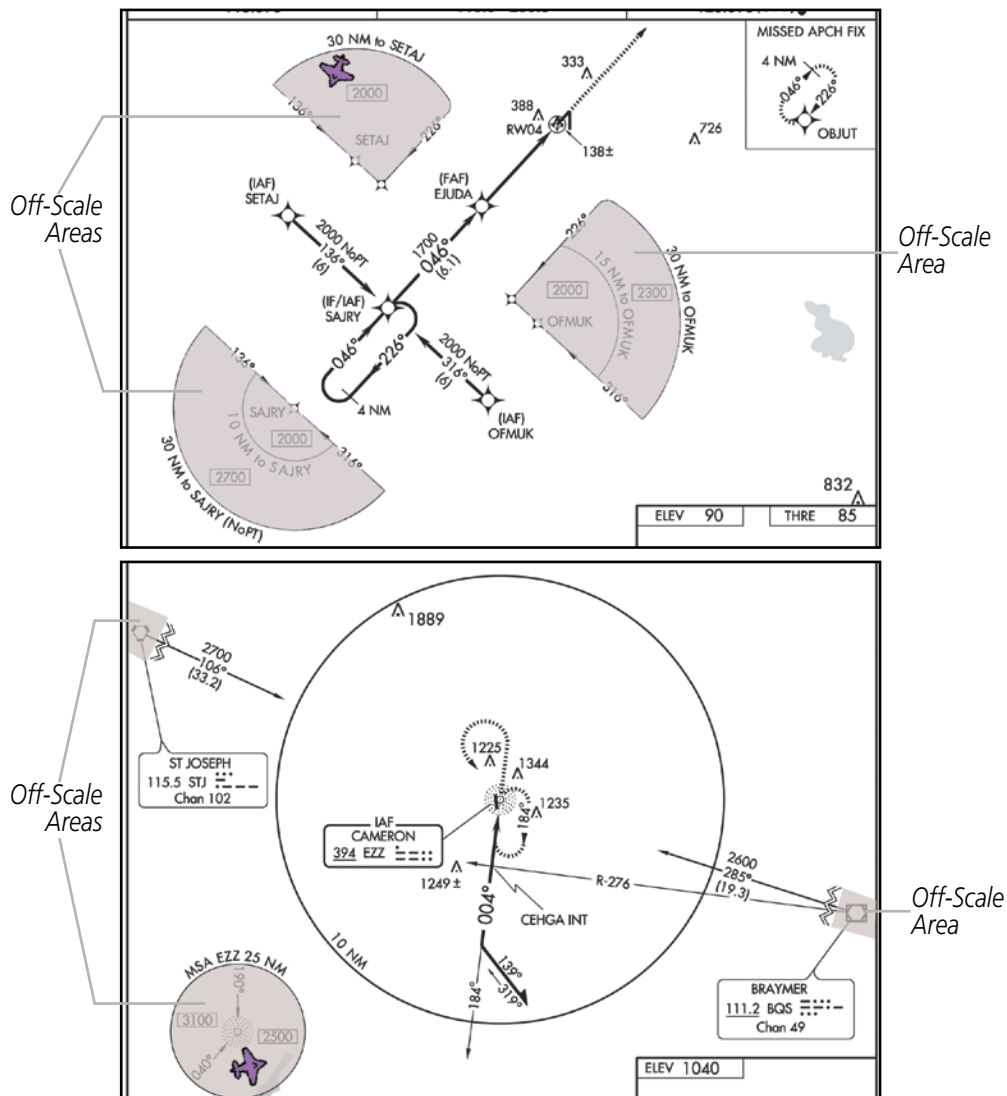 30 NM to SETAJ
2000
136°
226°
SETAJ
MISSED APCH FIX
4 NM
046°
226°
OBJUT
333
388
RW04
138±
726
Off-Scale
Areas
(IAF)
SETAJ
2000 NoPT
136°
(6)
(FAF)
EJUDA
1700
046°
(6.1)
(IF/IAF)
SAJRY
046°
226°
4 NM
2000 NoPT
316°
(6)
(IAF)
OFMUK
226°
15 NM to OFMUK
30 NM to OFMUK
2000
2300
OFMUK
316°
Off-Scale
Area
136°
SAJRY
2000
10 NM to SAJRY
316°
2700
30 NM to SAJRY (NoPT)
832
ELEV 90
THRE 85
1889
2700
106°
(33.2)
ST JOSEPH
115.5 STJ
Chan 102
Off-Scale
Areas
1225
1344
1235
184°
IAF
CAMERON
394 EZZ
1249±
R-276
2600
285°
(19.3)
Off-Scale
Area
004°
CEHGA INT
10 NM
139°
319°
184°
MSA EZZ 25 NM
190°
3100
2500
040°
BRAYMER
111.2 BQS
Chan 49
ELEV 1040